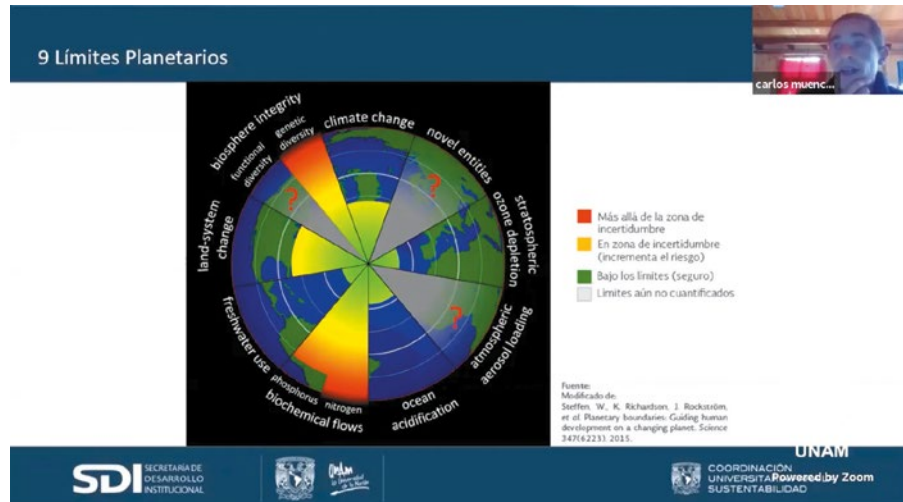 9 Límites Planetarios
carlos muenc...
biosphere integrity
functional diversity
genetic diversity
climate change
novel entities
stratospheric ozone depletion
atmospheric aerosol loading
ocean acidification
biochemical flows
phosphorus
nitrogen
freshwater use
land-system change
?
?
?
Más allá de la zona de
incertidumbre
En zona de incertidumbre
(incrementa el riesgo)
Bajo los límites (seguro)
Límites aún no cuantificados
Fuente:
Modificado de:
Steffen, W., K. Richardson, J. Rockström,
et al. Planetary boundaries: Guiding human
development on a changing planet. Science
347(6223). 2015.
SDI
SECRETARÍA DE
DESARROLLO
INSTITUCIONAL
UNAM
COORDINACIÓN
SUSTENTABILIDAD
Powered by Zoom